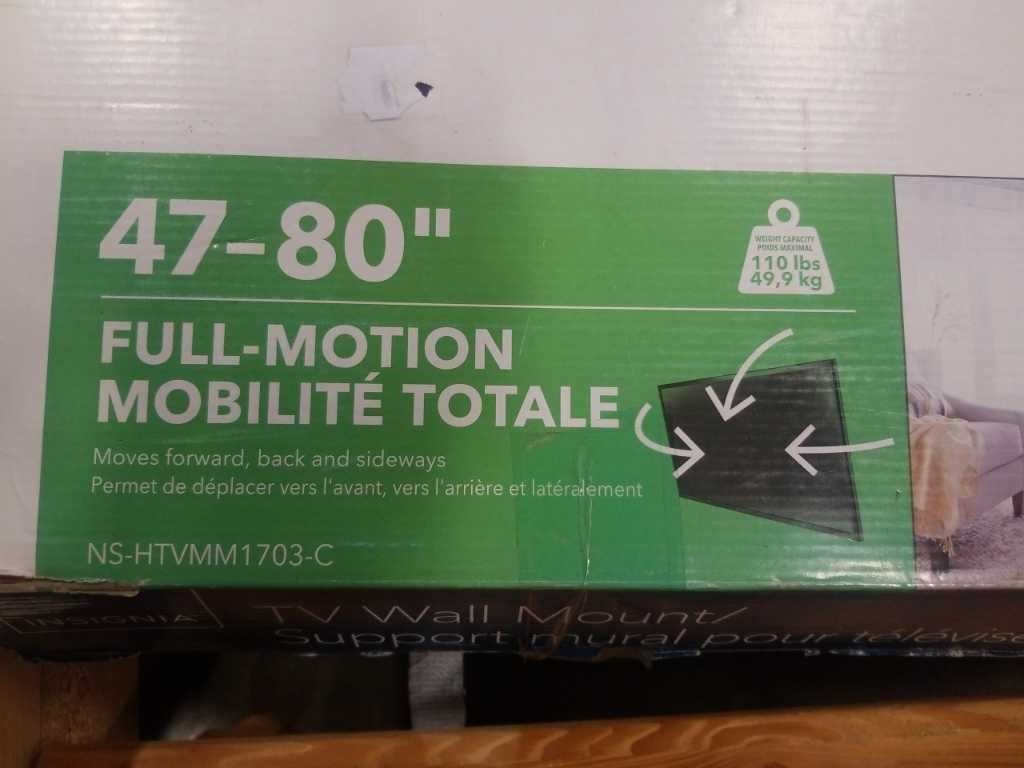 47-80"
WEIGHT CAPACITY
POIDS MAXIMAL
110 lbs
49,9 kg
FULL-MOTION
MOBILITÉ TOTALE
Moves forward, back and sideways
Permet de déplacer vers l'avant, vers l'arrière et latéralement
NS-HTVMM1703-C
INSIGNIA
TV Wall Mount/
Support mural pour télévise